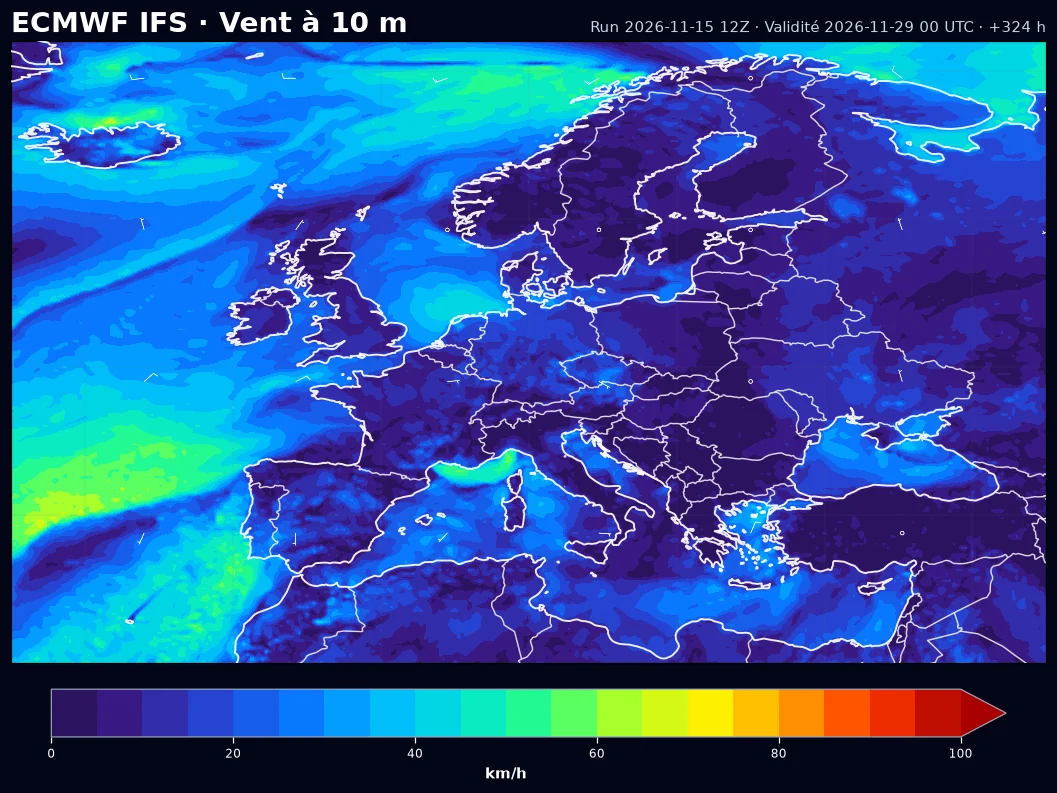 ECMWF IFS · Vent à 10 m
Run 2026-11-15 12Z · Validité 2026-11-29 00 UTC · +324 h
0 20 40 60 80 100
km/h